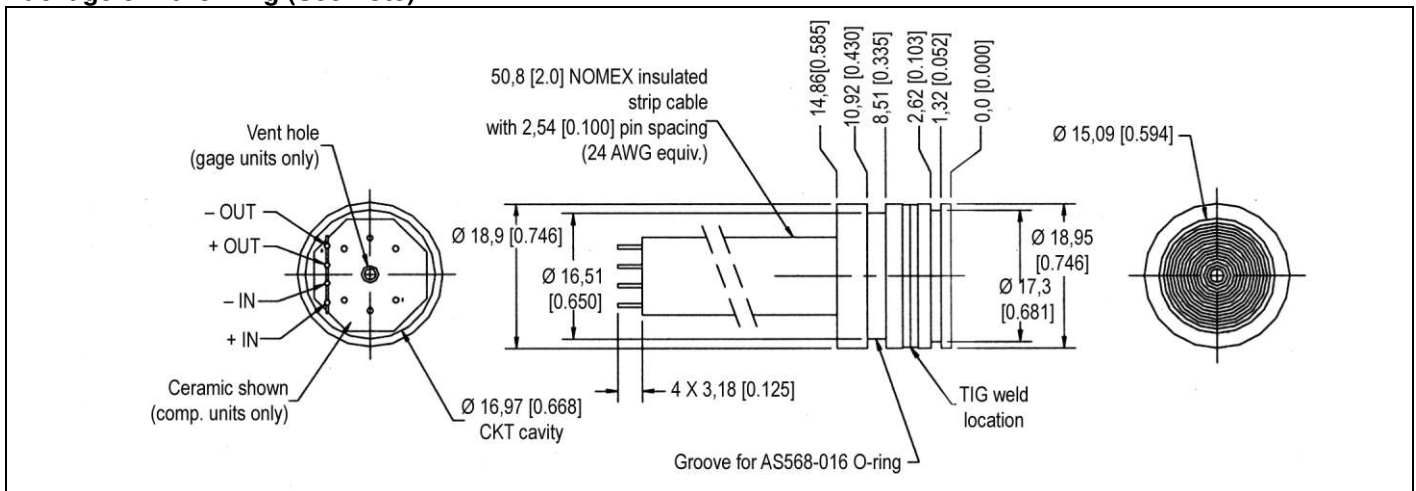 50,8 [2.0] NOMEX insulated
strip cable
with 2,54 [0.100] pin spacing
(24 AWG equiv.)
Vent hole
(gage units only)
– OUT
+ OUT
– IN
+ IN
Ceramic shown
(comp. units only)
Ø 16,97 [0.668]
CKT cavity
14,86[0.585]
10,92 [0.430]
8,51 [0.335]
2,62 [0.103]
1,32 [0.052]
0,0 [0.000]
Ø 18,9 [0.746]
Ø 16,51
[0.650]
4 X 3,18 [0.125]
Ø 18,95
[0.746]
Ø 17,3
[0.681]
TIG weld
location
Groove for AS568-016 O-ring
Ø 15,09 [0.594]